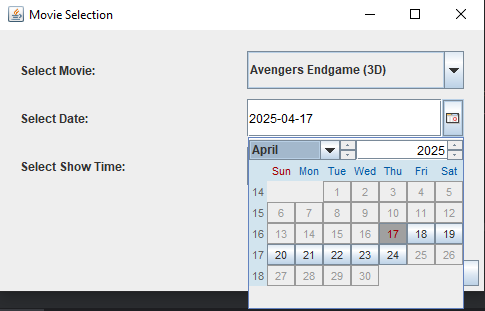 Movie Selection
Select Movie:
Avengers Endgame (3D)
Select Date:
2025-04-17
Select Show Time:
April
2025
Sun Mon Tue Wed Thu Fri Sat
14 1 2 3 4 5
15 6 7 8 9 10 11 12
16 13 14 15 16 17 18 19
17 20 21 22 23 24 25 26
18 27 28 29 30